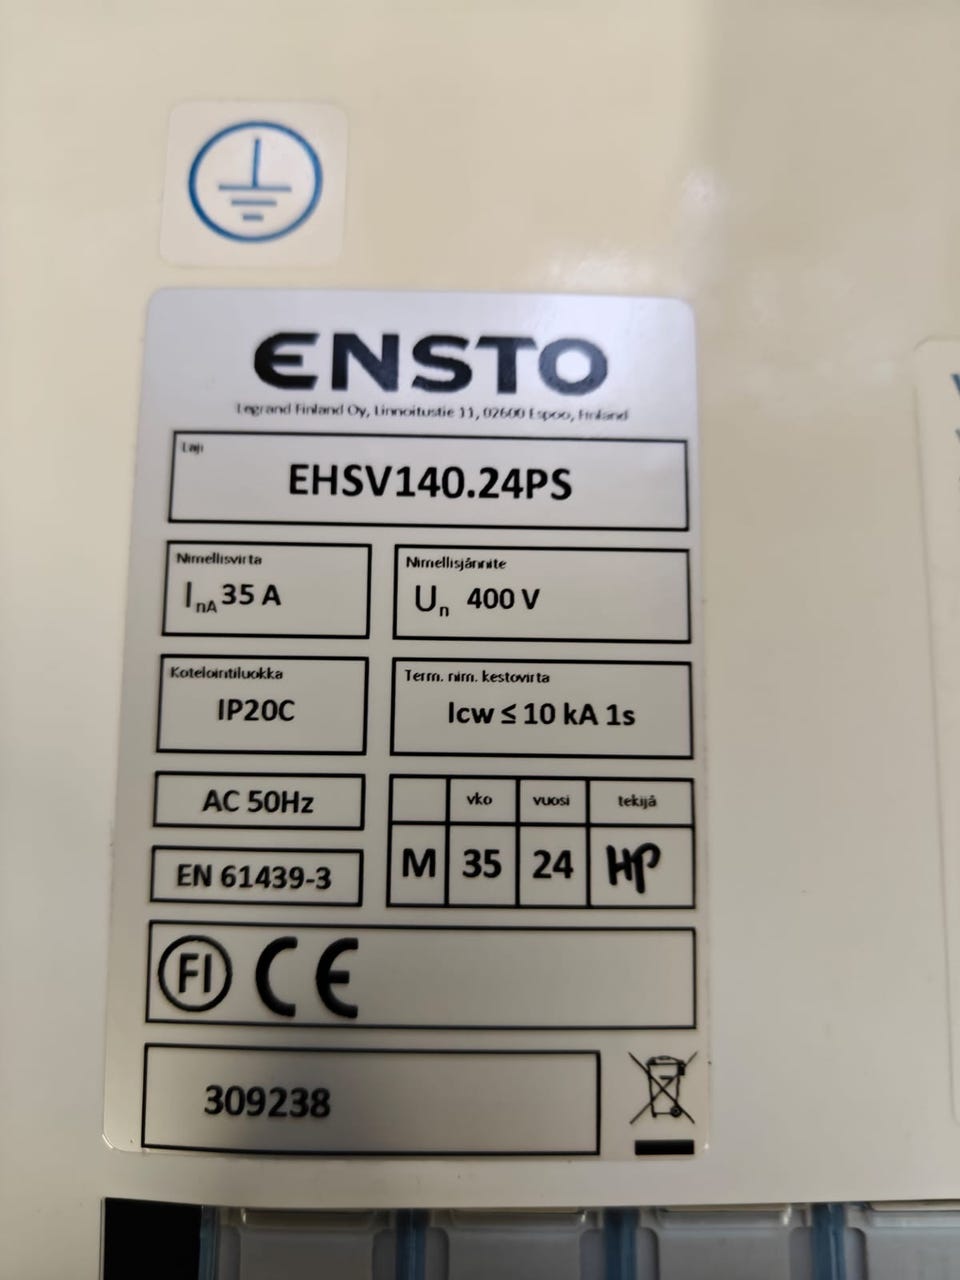 ENSTO
Legrand Finland Oy, Linnoitustie 11, 02600 Espoo, Finland
Laji
EHSV140.24PS
Nimellisvirta
InA 35 A
Nimellisjännite
Un 400 V
Kotelointiluokka
IP20C
Term. nim. kestovirta
Icw ≤ 10 kA 1s
AC 50Hz
EN 61439-3
vko vuosi tekijä
M 35 24 HP
FI CE
309238